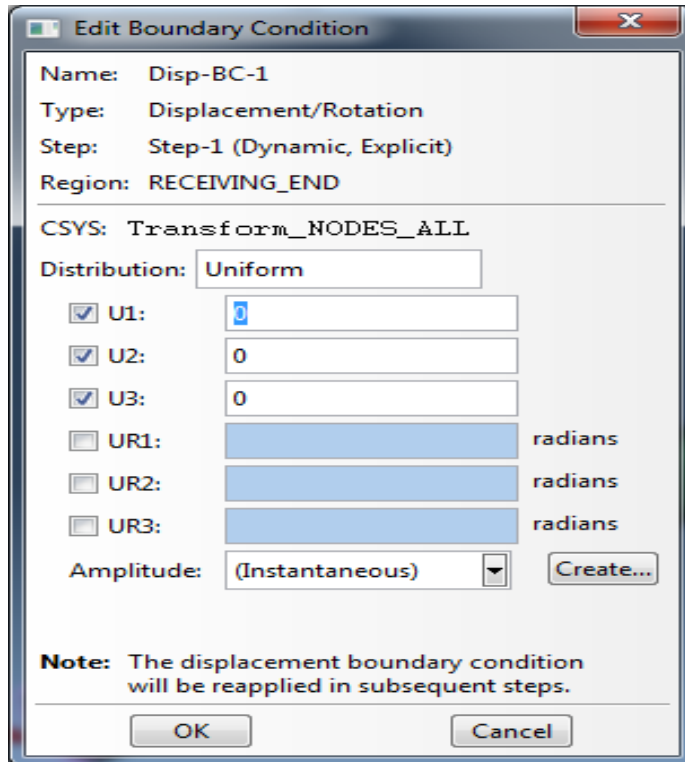 Edit Boundary Condition
Name: Disp-BC-1
Type: Displacement/Rotation
Step: Step-1 (Dynamic, Explicit)
Region: RECEIVING_END
CSYS: Transform_NODES_ALL
Distribution: Uniform
U1: 0
U2: 0
U3: 0
UR1: radians
UR2: radians
UR3: radians
Amplitude: (Instantaneous) Create...
Note: The displacement boundary condition
will be reapplied in subsequent steps.
OK Cancel